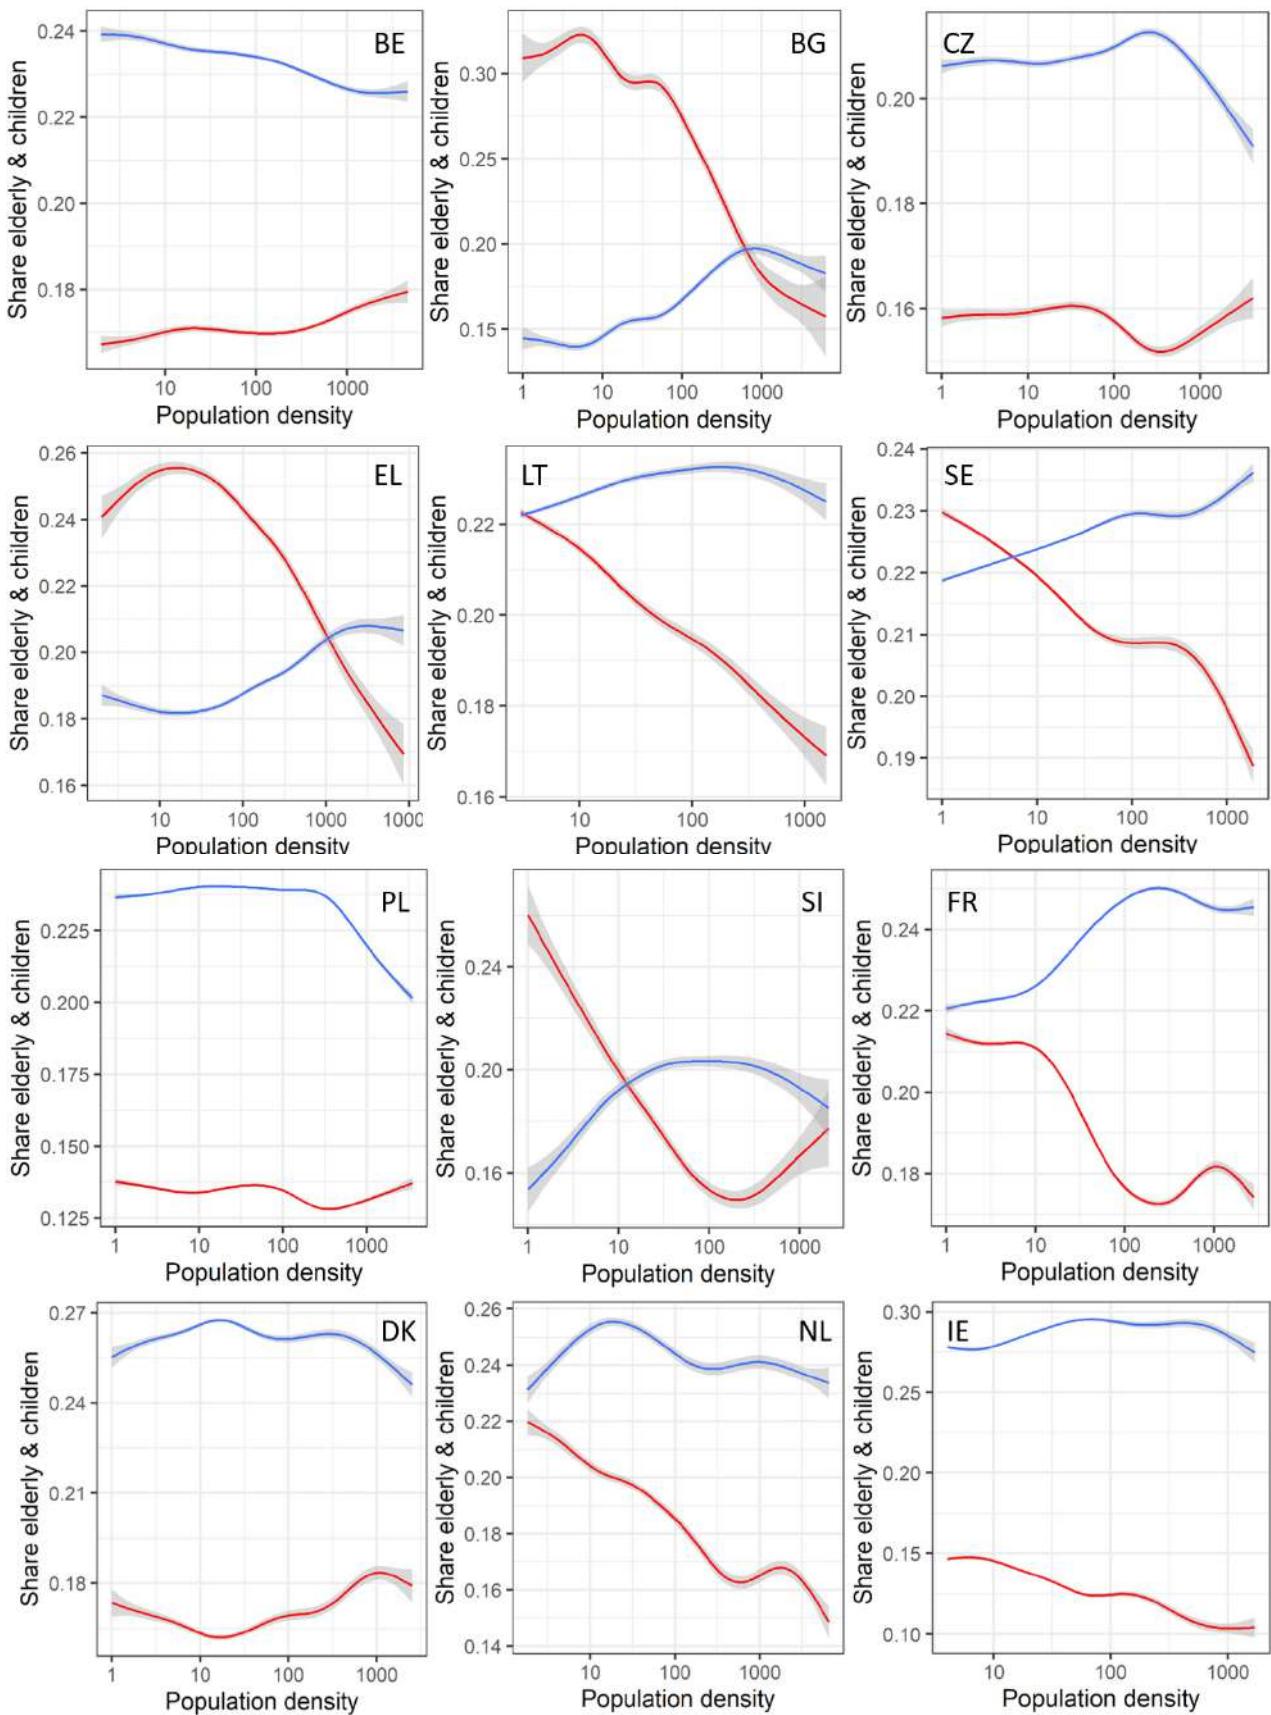 BE
Share elderly & children
0.24
0.22
0.20
0.18
10 100 1000
Population density
BG
Share elderly & children
0.30
0.25
0.20
0.15
1 10 100 1000
Population density
CZ
Share elderly & children
0.20
0.18
0.16
1 10 100 1000
Population density
EL
Share elderly & children
0.26
0.24
0.22
0.20
0.18
0.16
10 100 1000 1000
Population density
LT
Share elderly & children
0.22
0.20
0.18
0.16
10 100 1000
Population density
SE
Share elderly & children
0.24
0.23
0.22
0.21
0.20
0.19
1 10 100 1000
Population density
PL
Share elderly & children
0.225
0.200
0.175
0.150
0.125
1 10 100 1000
Population density
SI
Share elderly & children
0.24
0.20
0.16
1 10 100 1000
Population density
FR
Share elderly & children
0.24
0.22
0.20
0.18
1 10 100 1000
Population density
DK
Share elderly & children
0.27
0.24
0.21
0.18
1 10 100 1000
Population density
NL
Share elderly & children
0.26
0.24
0.22
0.20
0.18
0.16
0.14
10 100 1000
Population density
IE
Share elderly & children
0.30
0.25
0.20
0.15
0.10
10 100 1000
Population density